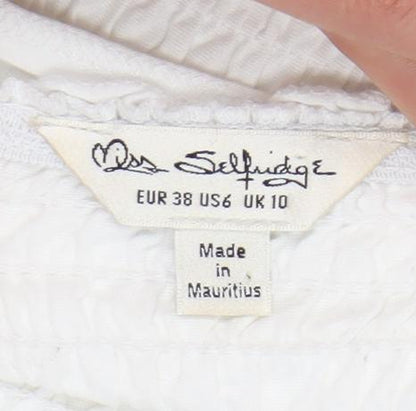 Miss Selfridge
EUR 38 US6 UK 10
Made
in
Mauritius